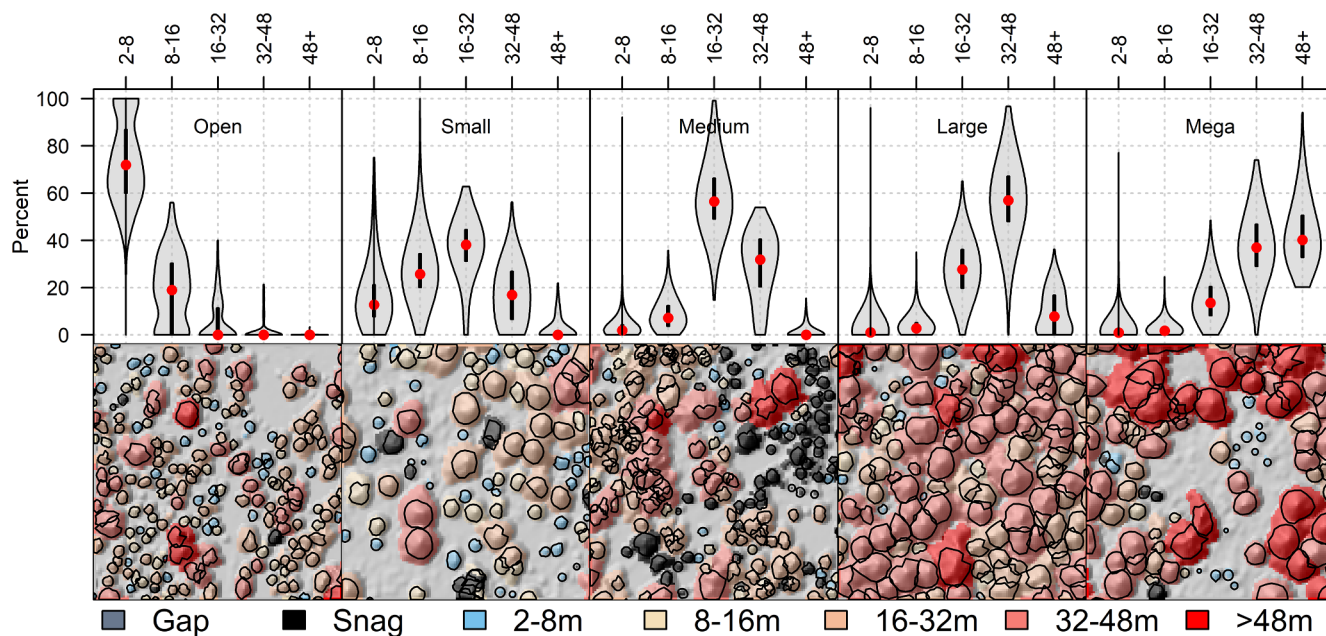 2-8 8-16 16-32 32-48 48+ 2-8 8-16 16-32 32-48 48+ 2-8 8-16 16-32 32-48 48+ 2-8 8-16 16-32 32-48 48+ 2-8 8-16 16-32 32-48 48+
100
Open Small Medium Large Mega
80
60
Percent
40
20
0
Gap Snag 2-8m 8-16m 16-32m 32-48m >48m